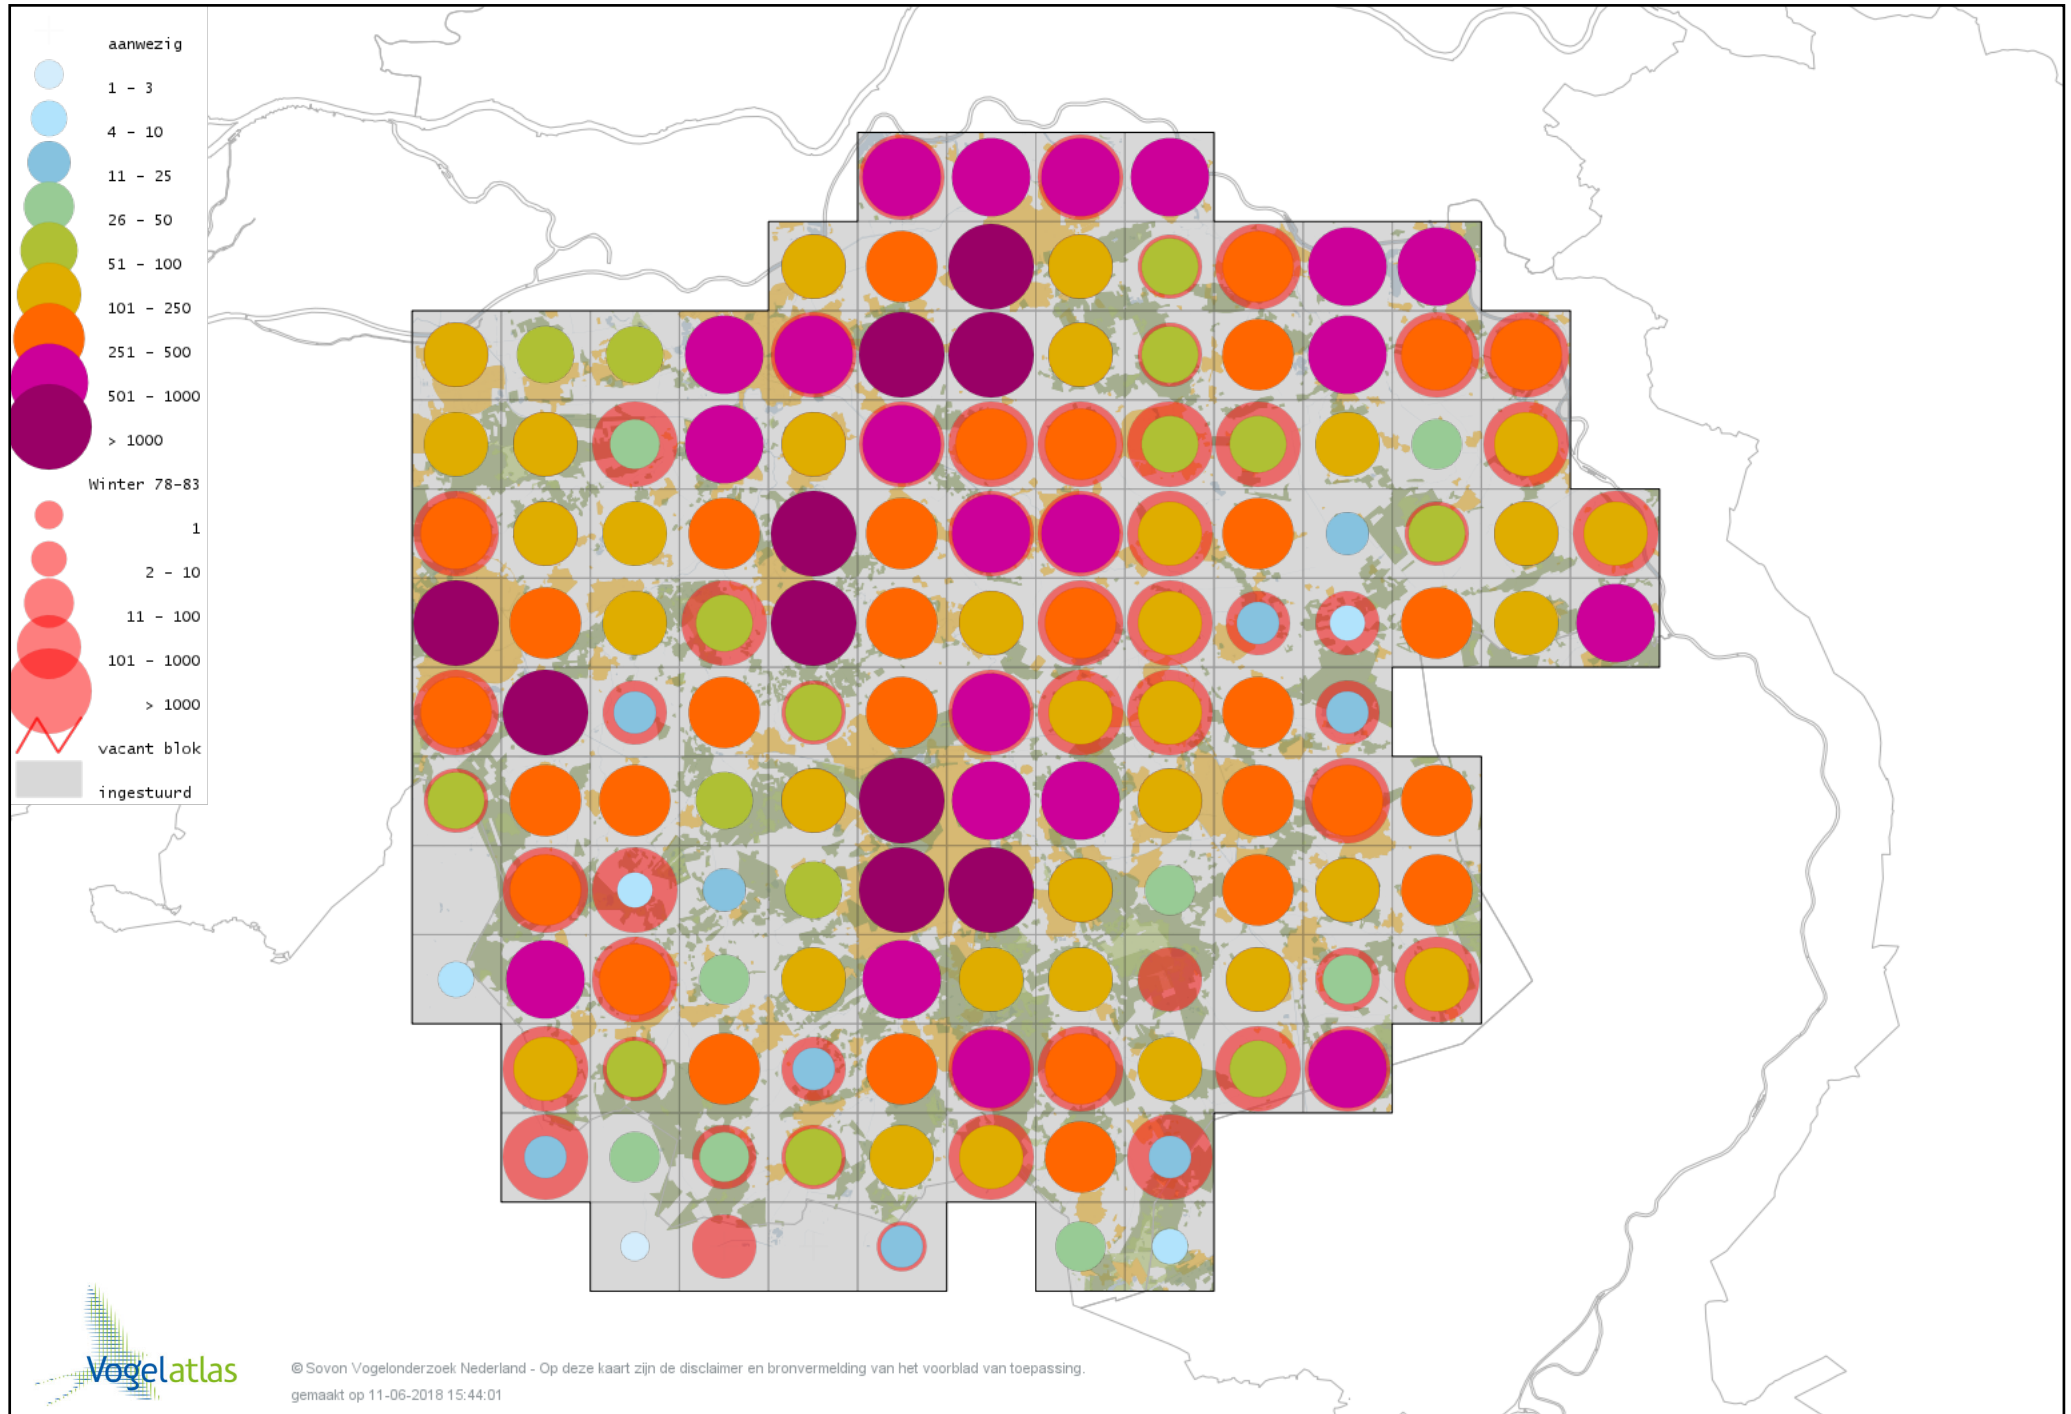 aanwezig
1 – 3
4 – 10
11 – 25
26 – 50
51 – 100
101 – 250
251 – 500
501 – 1000
> 1000
Winter 78-83
1
2 – 10
11 – 100
101 – 1000
> 1000
vacant blok
ingestuurd
Vogelatlas
© Sovon Vogelonderzoek Nederland - Op deze kaart zijn de disclaimer en bronvermelding van het voorblad van toepassing.
gemaakt op 11-06-2018 15:44:01